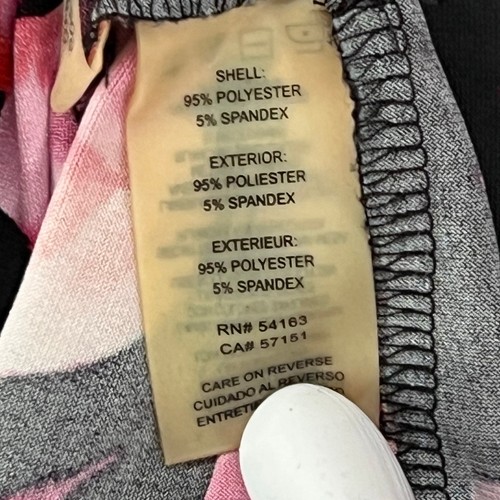 SHELL:
95% POLYESTER
5% SPANDEX
EXTERIOR:
95% POLIESTER
5% SPANDEX
EXTERIEUR:
95% POLYESTER
5% SPANDEX
RN# 54163
CA# 57151
CARE ON REVERSE
CUIDADO AL REVERSO